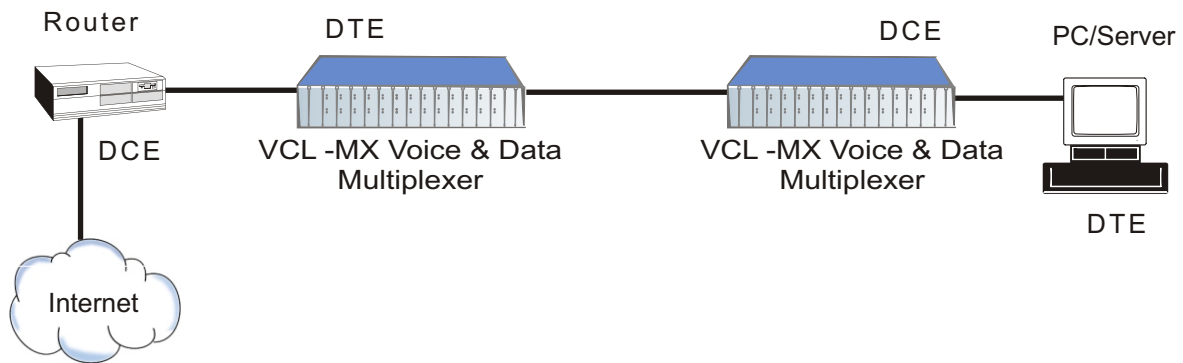 Router
DTE
DCE
PC/Server
DCE
VCL -MX Voice & Data
Multiplexer
VCL -MX Voice & Data
Multiplexer
DTE
Internet